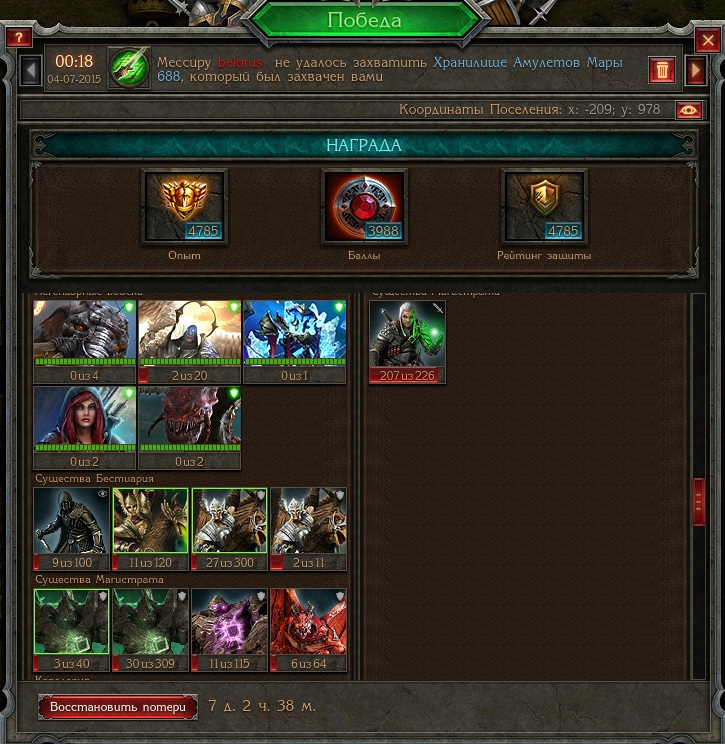 Победа
?
00:18
04-07-2015
Мессиру belorus не удалось захватить Хранилище Амулетов Мары
688, который был захвачен вами
Координаты Поселения: x: -209; y: 978
НАГРАДА
4785
3988
4785
Опыт
Баллы
Рейтинг защиты
Легендарные Войска
Существа Магистрата
0 из 4
2 из 20
0 из 1
207 из 226
0 из 2
0 из 2
Существа Бестиария
9 из 100
11 из 120
27 из 300
2 из 11
Существа Магистрата
3 из 40
30 из 309
11 из 115
6 из 64
Восстановить потери
7 д. 2 ч. 38 м.